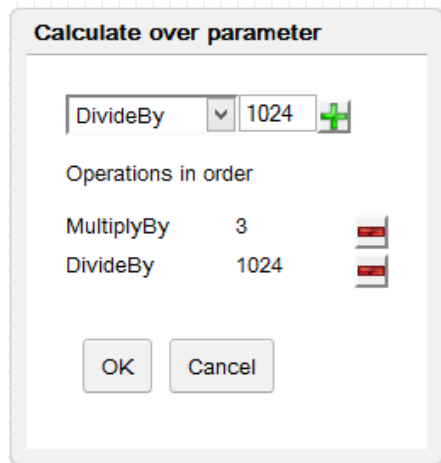 Calculate over parameter
DivideBy 1024
Operations in order
MultiplyBy 3
DivideBy 1024
OK Cancel